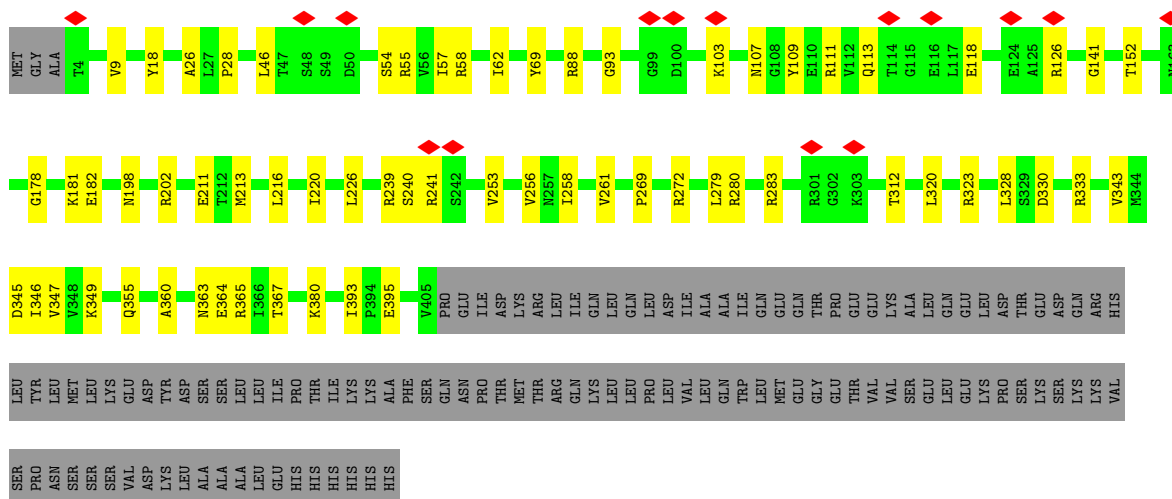 MET GLY ALA T4 V9 Y18 A26 L27 P28 L46 T47 S48 S49 D50 S54 R55 V56 I57 R58 I62 Y69 R88 G93 G99 D100 K103 N107 G108 Y109 E110 R111 V112 Q113 T114 G115 E116 L117 E118 E124 A125 R126 G141 T152
G178 K181 E182 N198 R202 E211 T212 M213 L216 I220 L226 R239 S240 R241 S242 V253 V256 N257 I258 V261 P269 R272 L279 R280 R283 R301 G302 K303 T312 L320 R323 L328 S329 D330 R333 V343 M344
D345 I346 V347 V348 K349 Q355 A360 N363 E364 R365 I366 T367 K380 I393 P394 E395 V405 PRO GLU ILE ASP LYS ARG LEU ILE GLN LEU GLN LEU ASP ILE ALA ALA ILE GLN GLU GLN THR PRO GLU GLU LYS ALA LEU GLN GLU LEU ASP THR GLU ASP GLN ARG HIS
LEU TYR LEU MET LEU LYS GLU ASP TYR ASP SER SER LEU LEU ILE PRO THR ILE LYS LYS ALA PHE SER GLN ASN PRO THR MET THR ARG GLN LYS LEU LEU PRO LEU VAL LEU GLN TRP LEU MET GLU GLY GLU THR VAL VAL SER GLU LEU GLU LYS PRO SER LYS SER LYS LYS VAL
SER PRO ASN SER SER SER VAL ASP LYS LEU ALA ALA ALA LEU GLU HIS HIS HIS HIS HIS HIS